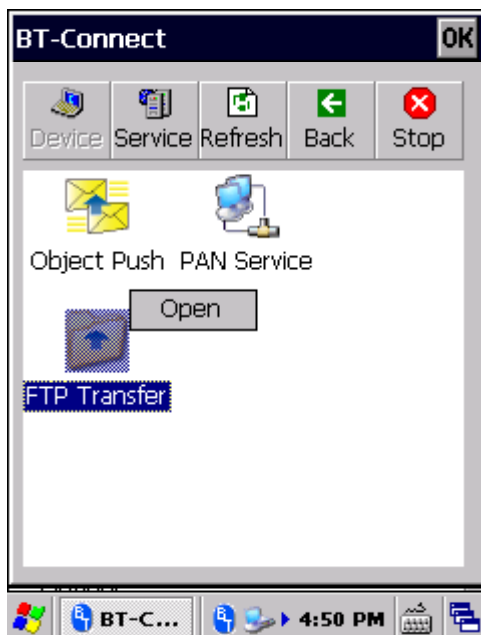 BT-Connect OK
Device Service Refresh Back Stop
Object Push PAN Service
Open
FTP Transfer
BT-C... 4:50 PM